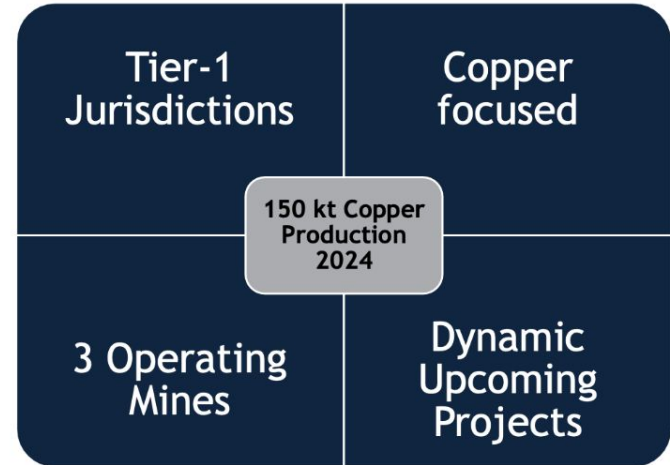 Tier-1
Jurisdictions
Copper
focused
150 kt Copper
Production
2024
3 Operating
Mines
Dynamic
Upcoming
Projects